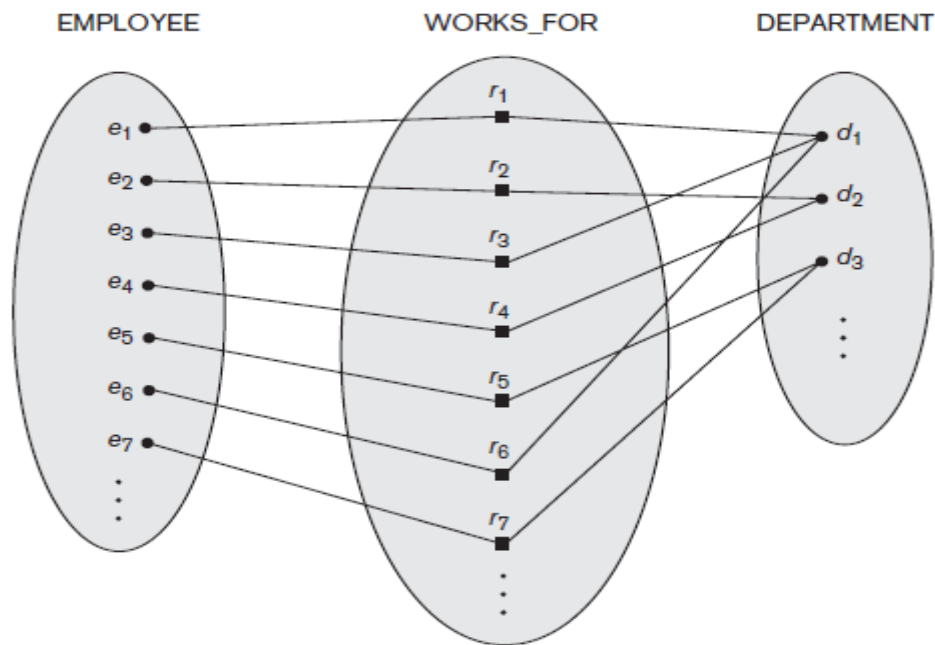 EMPLOYEE WORKS_FOR DEPARTMENT
e₁
e₂
e₃
e₄
e₅
e₆
e₇
r₁
r₂
r₃
r₄
r₅
r₆
r₇
d₁
d₂
d₃